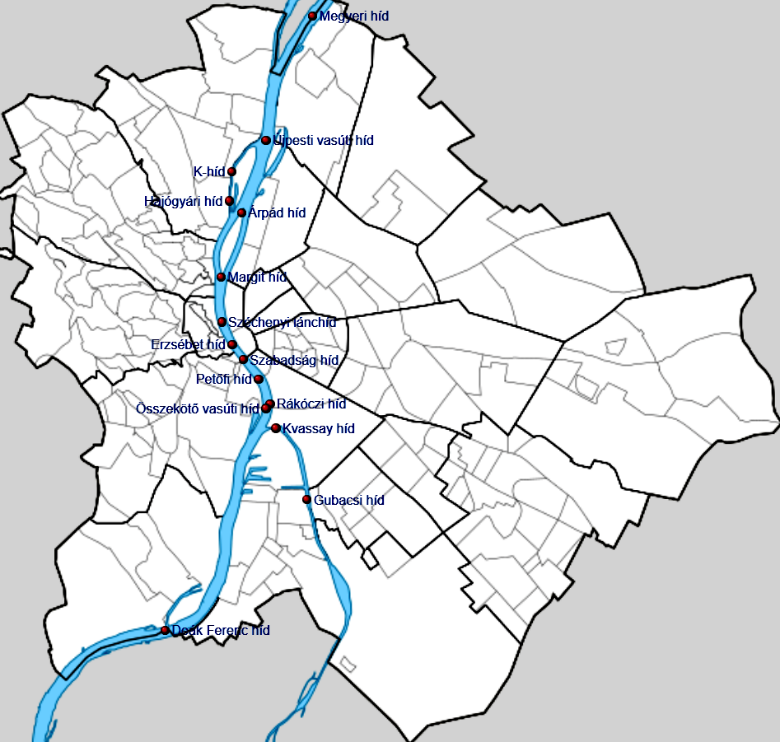 Megyeri híd
Újpesti vasúti híd
K-híd
Hajógyári híd
Árpád híd
Margit híd
Széchenyi lánchíd
Erzsébet híd
Szabadság híd
Petőfi híd
Rákóczi híd
Összekötő vasúti híd
Kvassay híd
Gubacsi híd
Deák Ferenc híd